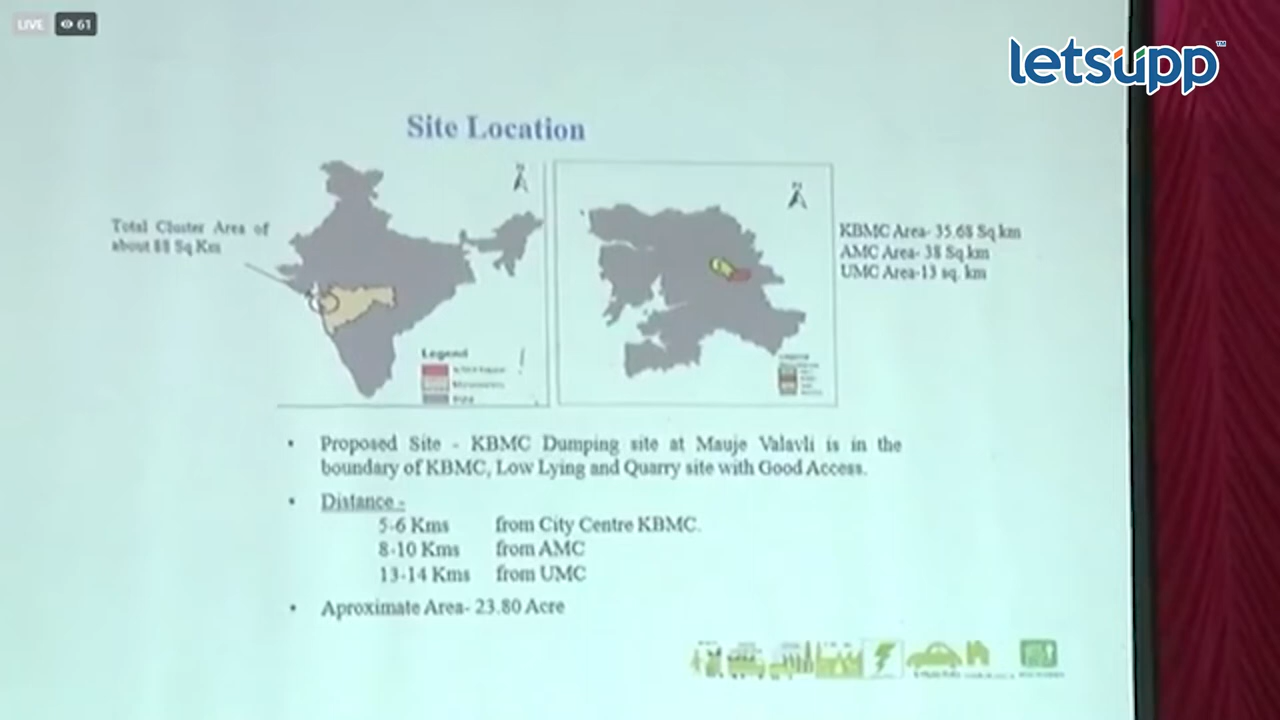 LIVE 61
letsupp™
Site Location
N
N
Total Cluster Area of
about 88 Sq Km
KBMC Area- 35.68 Sq km
AMC Area- 38 Sq km
UMC Area-13 sq. km
Legend
• Proposed Site - KBMC Dumping site at Mauje Valavli is in the
boundary of KBMC, Low Lying and Quarry site with Good Access.
• Distance -
5-6 Kms from City Centre KBMC.
8-10 Kms from AMC
13-14 Kms from UMC
• Aproximate Area- 23.80 Acre